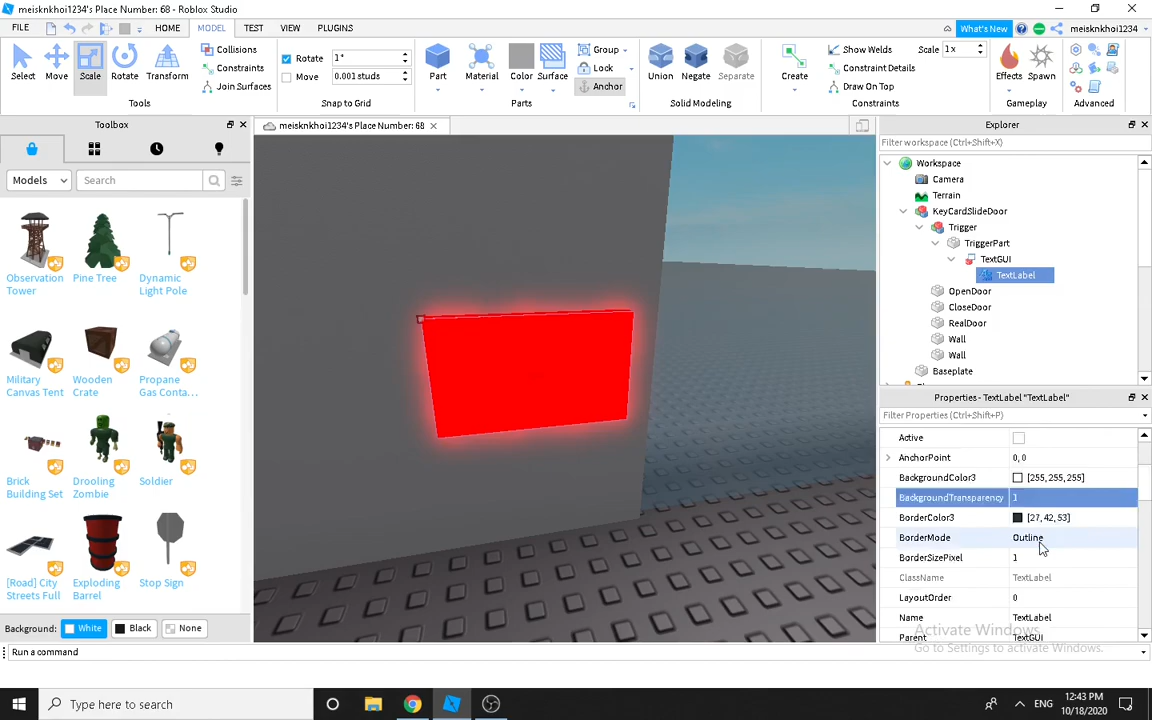 meisknkhoi1234's Place Number: 68 - Roblox Studio
FILE HOME MODEL TEST VIEW PLUGINS What's New meisknkhoi1234
Select Move Scale Rotate Transform
Collisions
Constraints
Join Surfaces
Tools
Rotate 1°
Move 0.001 studs
Snap to Grid
Part Material Color Surface
Group
Lock
Anchor
Parts
Union Negate Separate
Solid Modeling
Create
Show Welds Scale 1x
Constraint Details
Draw On Top
Constraints
Effects Spawn
Gameplay
Advanced
Toolbox
Models Search
Observation Tower
Pine Tree
Dynamic Light Pole
Military Canvas Tent
Wooden Crate
Propane Gas Conta...
Brick Building Set
Drooling Zombie
Soldier
[Road] City Streets Full
Exploding Barrel
Stop Sign
Background: White Black None
meisknkhoi1234's Place Number: 68
Explorer
Filter workspace (Ctrl+Shift+X)
Workspace
Camera
Terrain
KeyCardSlideDoor
Trigger
TriggerPart
TextGUI
TextLabel
OpenDoor
CloseDoor
RealDoor
Wall
Wall
Baseplate
Properties - TextLabel "TextLabel"
Filter Properties (Ctrl+Shift+P)
Active
AnchorPoint 0, 0
BackgroundColor3 [255, 255, 255]
BackgroundTransparency 1
BorderColor3 [27, 42, 53]
BorderMode Outline
BorderSizePixel 1
ClassName TextLabel
LayoutOrder 0
Name TextLabel
Parent TextGUI
Activate Windows
Go to Settings to activate Windows.
Run a command
Type here to search
ENG
12:43 PM
10/18/2020